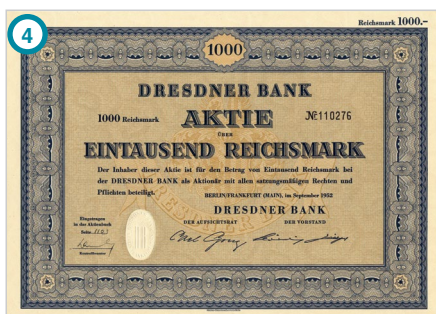 4
Reichsmark 1000.–
1000
DRESDNER BANK
1000 Reichsmark AKTIE № 110276
ÜBER
EINTAUSEND REICHSMARK
Der Inhaber dieser Aktie ist für den Betrag von Eintausend Reichsmark bei
der DRESDNER BANK als Aktionär mit allen satzungsmäßigen Rechten und
Pflichten beteiligt.
BERLIN/FRANKFURT (MAIN), im September 1952
DRESDNER BANK
DER AUFSICHTSRAT DER VORSTAND
Eingetragen
in das Aktienbuch
Seite
Kontrollbeamter